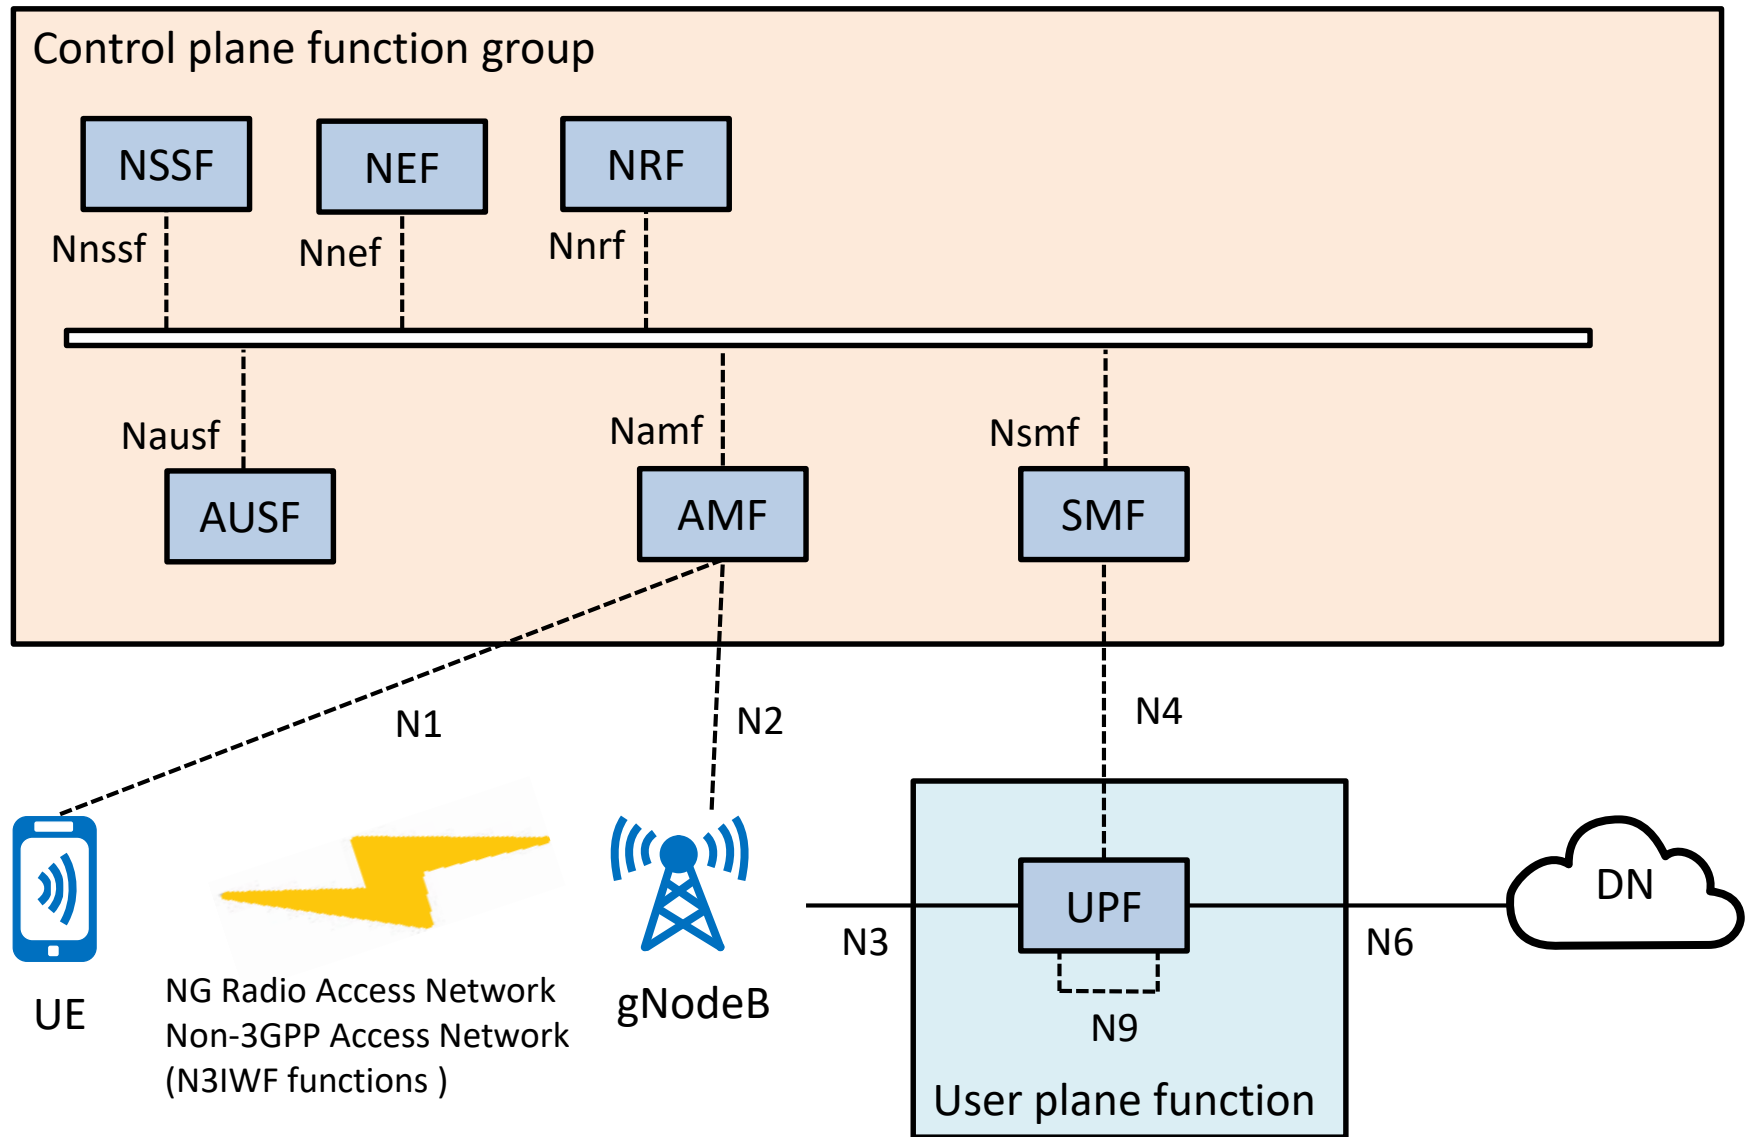 Control plane function group
NSSF
NEF
NRF
Nnssf
Nnef
Nnrf
Nausf
Namf
Nsmf
AUSF
AMF
SMF
N1
N2
N4
UPF
DN
N3
N6
N9
UE
NG Radio Access Network
Non-3GPP Access Network
(N3IWF functions )
gNodeB
User plane function